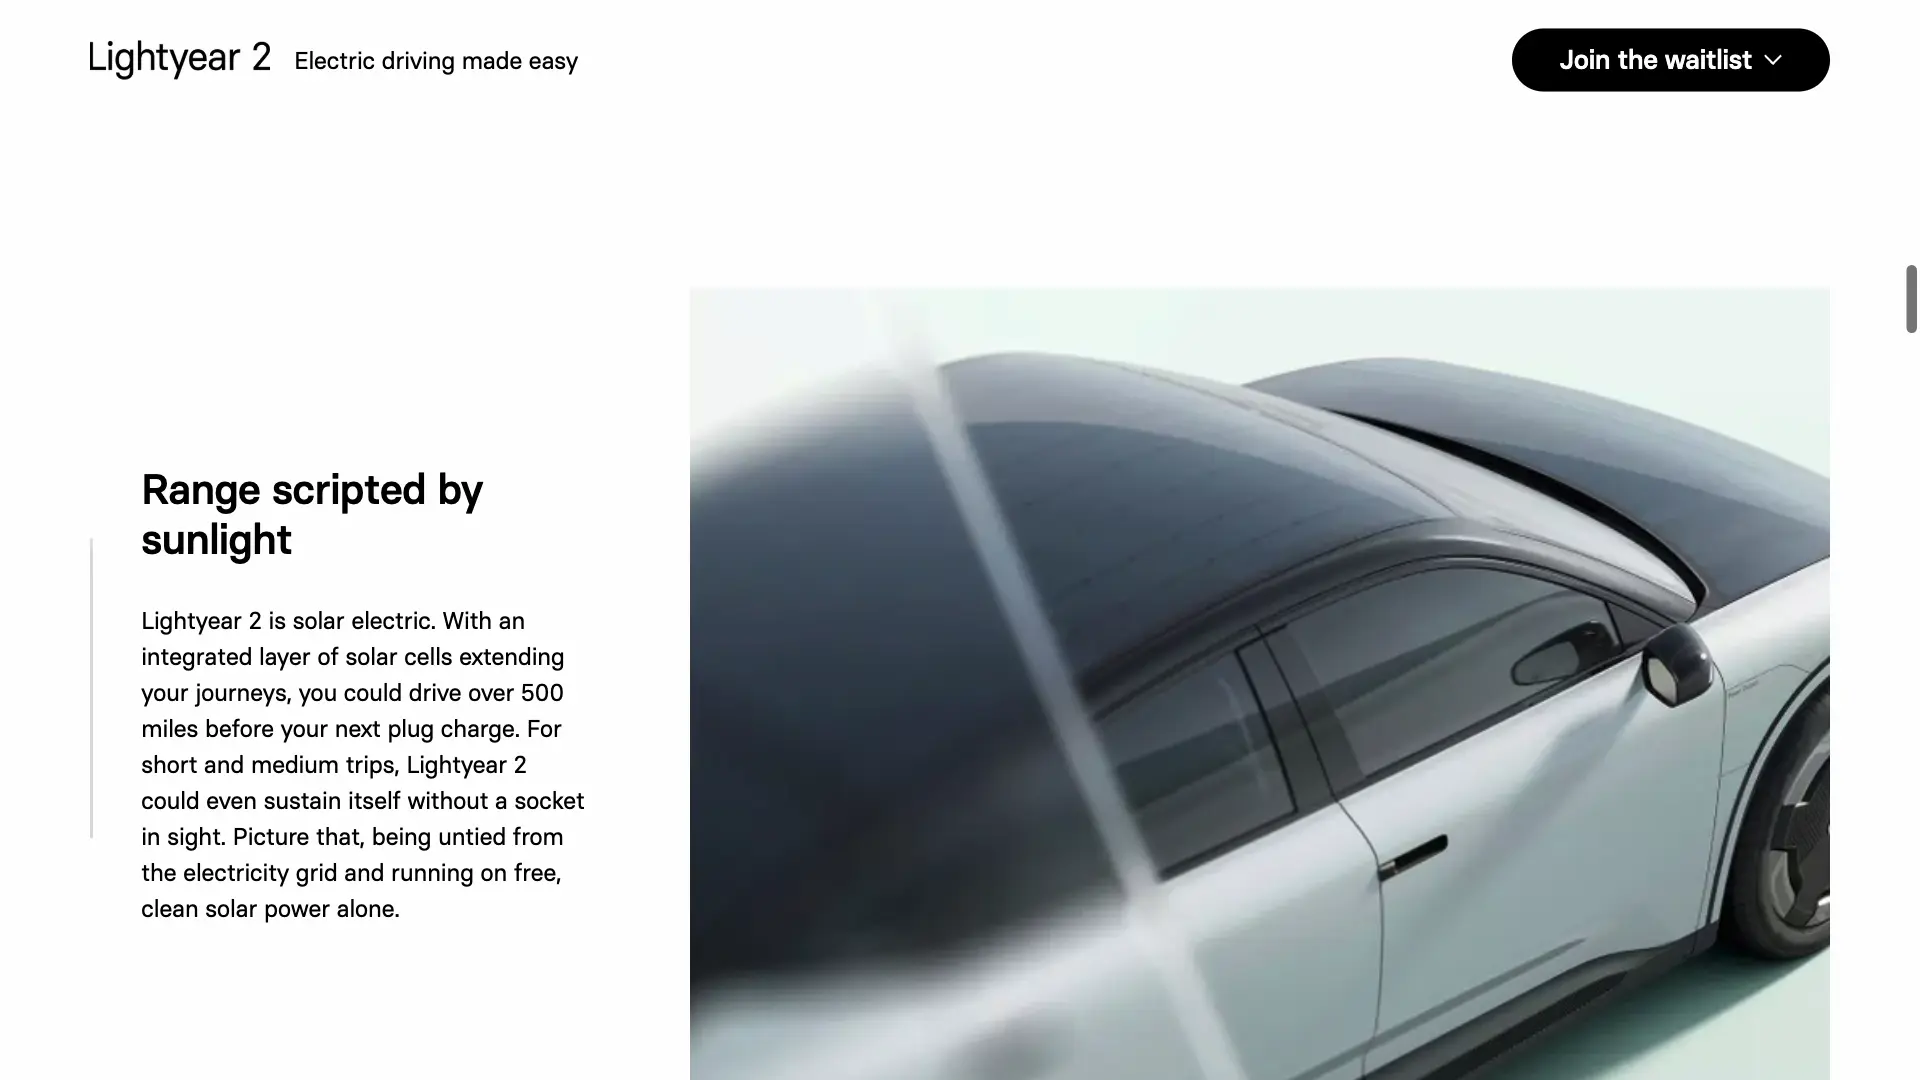 Lightyear 2 Electric driving made easy
Join the waitlist
Range scripted by
sunlight
Lightyear 2 is solar electric. With an
integrated layer of solar cells extending
your journeys, you could drive over 500
miles before your next plug charge. For
short and medium trips, Lightyear 2
could even sustain itself without a socket
in sight. Picture that, being untied from
the electricity grid and running on free,
clean solar power alone.